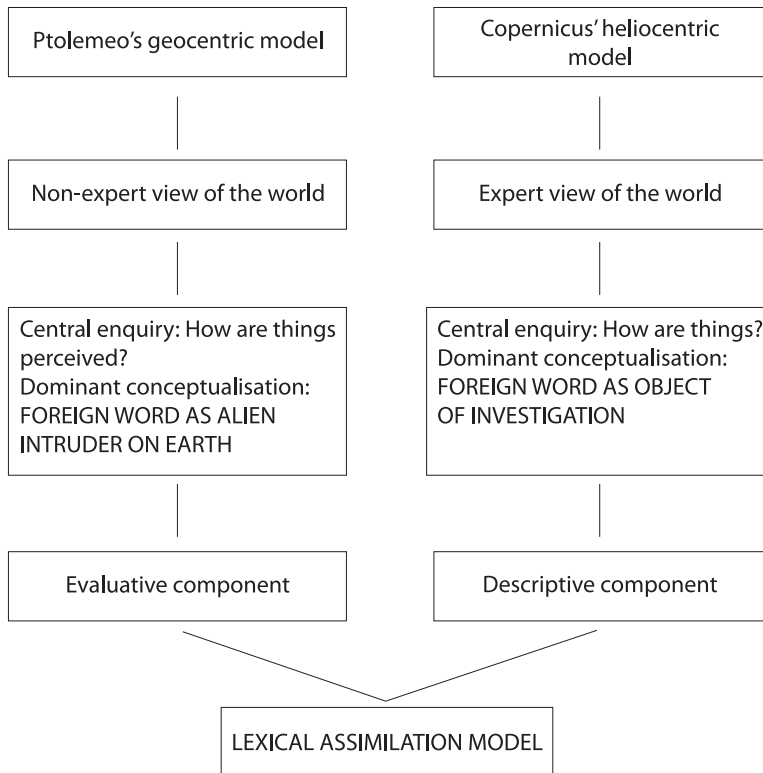 Ptolemeo's geocentric model
Copernicus' heliocentric
model
Non-expert view of the world
Expert view of the world
Central enquiry: How are things
perceived?
Dominant conceptualisation:
FOREIGN WORD AS ALIEN
INTRUDER ON EARTH
Central enquiry: How are things?
Dominant conceptualisation:
FOREIGN WORD AS OBJECT
OF INVESTIGATION
Evaluative component
Descriptive component
LEXICAL ASSIMILATION MODEL